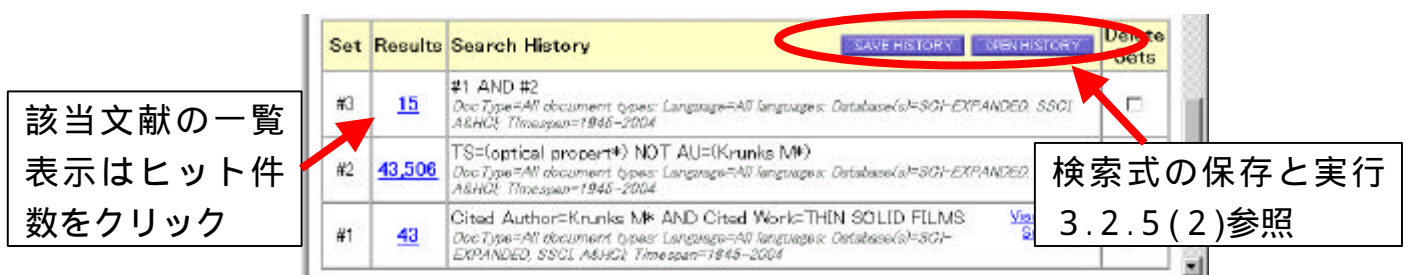 Set Results Search History SAVE HISTORY OPEN HISTORY Delete
Sets
#3 15 #1 AND #2
DocType=All document types; Language=All languages; Database(s)=SCI-EXPANDED, SSCI,
A&HCI; Timespan=1945-2004
#2 43,506 TS=(optical propert*) NOT AU=(Krunks M*)
DocType=All document types; Language=All languages; Database(s)=SCI-EXPANDED,
A&HCI; Timespan=1945-2004
#1 43 Cited Author=Krunks M* AND Cited Work=THIN SOLID FILMS
DocType=All document types; Language=All languages; Database(s)=SCI-
EXPANDED, SSCI, A&HCI; Timespan=1945-2004
該当文献の一覧
表示はヒット件
数をクリック
検索式の保存と実行
3.2.5(2)参照